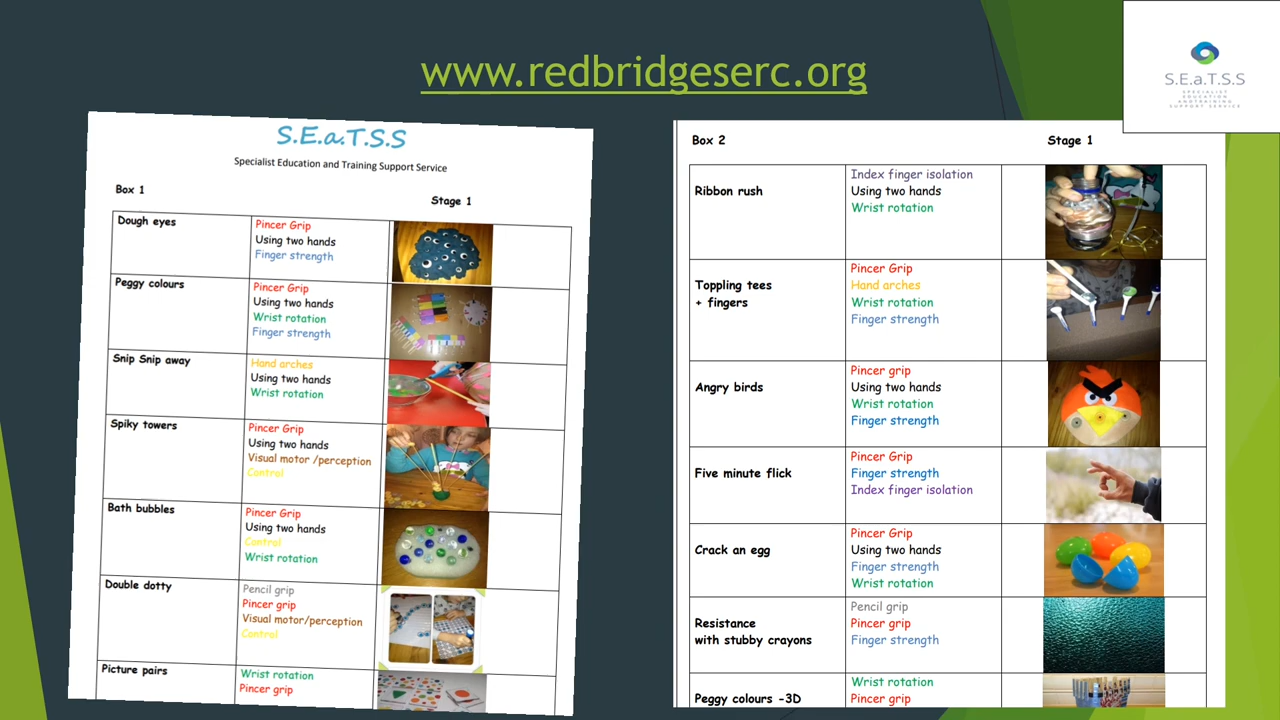 www.redbridgeserc.org
S.E.a.T.S.S
SPECIALIST
EDUCATION
ANDTRAINING
SUPPORT SERVICE
S.E.a.T.S.S
Specialist Education and Training Support Service
Box 1
Stage 1
Dough eyes
Pincer Grip
Using two hands
Finger strength
Peggy colours
Pincer Grip
Using two hands
Wrist rotation
Finger strength
Snip Snip away
Hand arches
Using two hands
Wrist rotation
Spiky towers
Pincer Grip
Using two hands
Visual motor /perception
Control
Bath bubbles
Pincer Grip
Using two hands
Control
Wrist rotation
Double dotty
Pencil grip
Pincer grip
Visual motor/perception
Control
Picture pairs
Wrist rotation
Pincer grip
Box 2
Stage 1
Ribbon rush
Index finger isolation
Using two hands
Wrist rotation
Toppling tees
+ fingers
Pincer Grip
Hand arches
Wrist rotation
Finger strength
Angry birds
Pincer grip
Using two hands
Wrist rotation
Finger strength
Five minute flick
Pincer Grip
Finger strength
Index finger isolation
Crack an egg
Pincer Grip
Using two hands
Finger strength
Wrist rotation
Resistance
with stubby crayons
Pencil grip
Pincer grip
Finger strength
Peggy colours -3D
Wrist rotation
Pincer grip